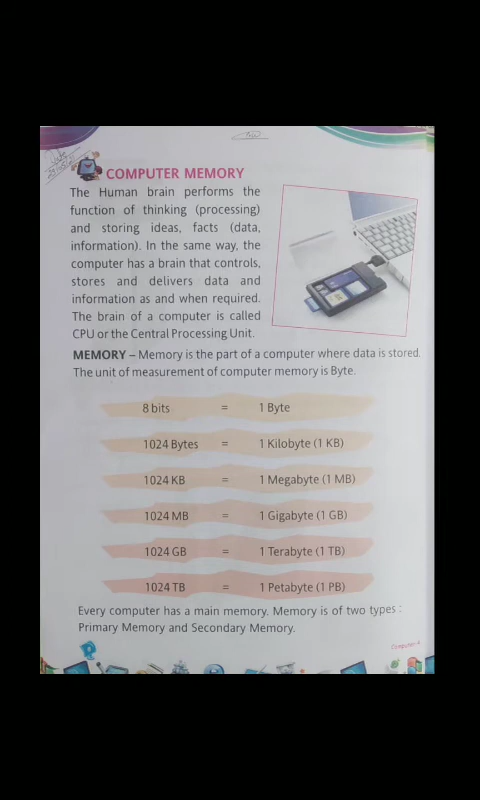 COMPUTER MEMORY
The Human brain performs the
function of thinking (processing)
and storing ideas, facts (data,
information). In the same way, the
computer has a brain that controls,
stores and delivers data and
information as and when required.
The brain of a computer is called
CPU or the Central Processing Unit.
MEMORY – Memory is the part of a computer where data is stored.
The unit of measurement of computer memory is Byte.
8 bits = 1 Byte
1024 Bytes = 1 Kilobyte (1 KB)
1024 KB = 1 Megabyte (1 MB)
1024 MB = 1 Gigabyte (1 GB)
1024 GB = 1 Terabyte (1 TB)
1024 TB = 1 Petabyte (1 PB)
Every computer has a main memory. Memory is of two types :
Primary Memory and Secondary Memory.